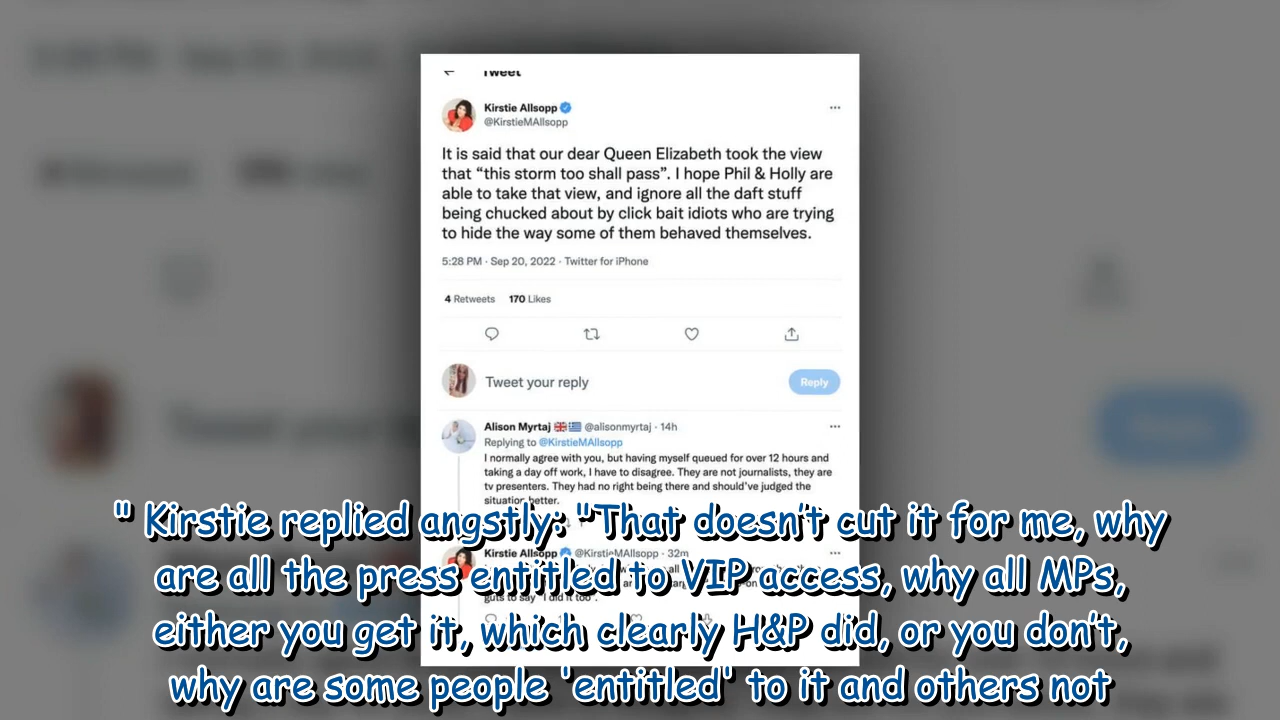 Tweet
Kirstie Allsopp
@KirstieMAllsopp
It is said that our dear Queen Elizabeth took the view
that “this storm too shall pass”. I hope Phil & Holly are
able to take that view, and ignore all the daft stuff
being chucked about by click bait idiots who are trying
to hide the way some of them behaved themselves.
5:28 PM · Sep 20, 2022 · Twitter for iPhone
4 Retweets 170 Likes
Tweet your reply
Reply
Alison Myrtaj @alisonmyrtaj · 14h
Replying to @KirstieMAllsopp
I normally agree with you, but having myself queued for over 12 hours and
taking a day off work, I have to disagree. They are not journalists, they are
tv presenters. They had no right being there and should’ve judged the
situation better.
Kirstie Allsopp @KirstieMAllsopp · 32m
guts to say “I did it too”.
" Kirstie replied angstly: "That doesn’t cut it for me, why
are all the press entitled to VIP access, why all MPs,
either you get it, which clearly H&P did, or you don’t,
why are some people 'entitled' to it and others not